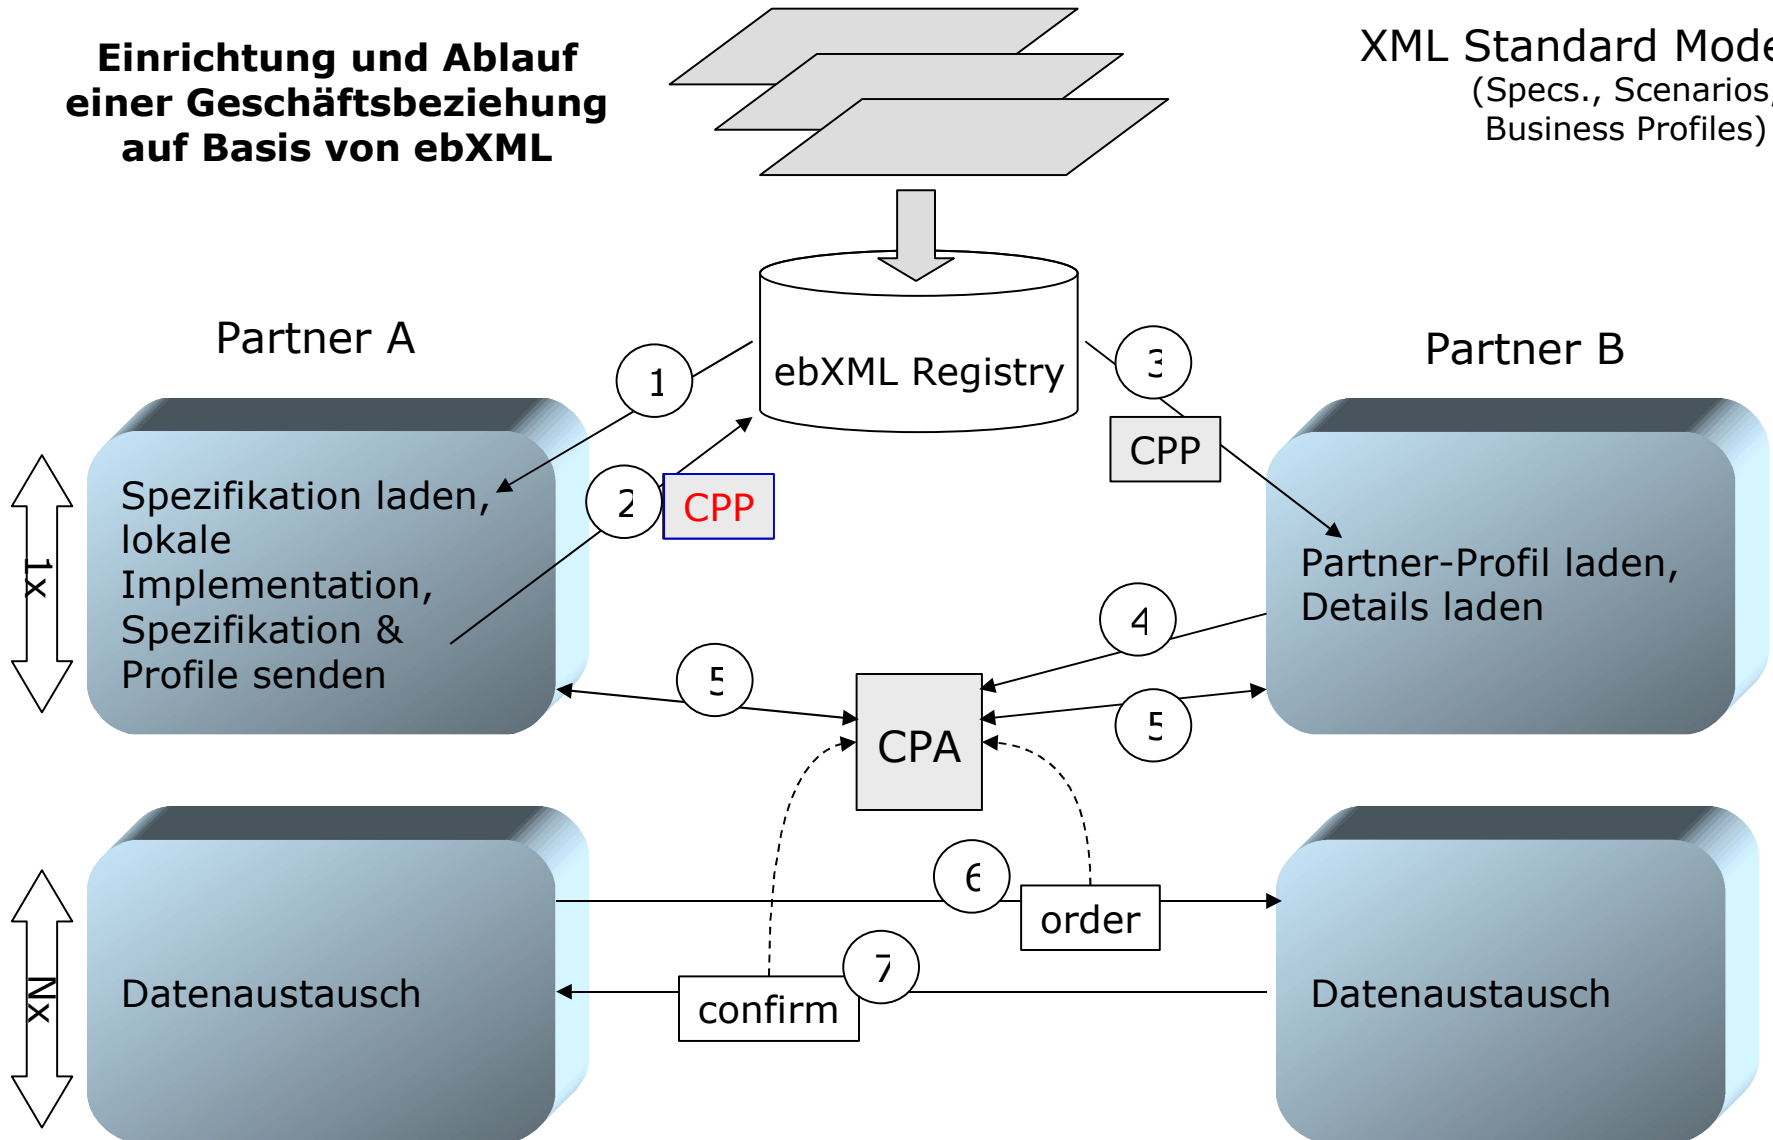 Einrichtung und Ablauf
einer Geschäftsbeziehung
auf Basis von ebXML
XML Standard
(Specs., Scenarios,
Business Profiles)
Partner A
ebXML Registry
Partner B
1
3
2
CPP
CPP
1x
Spezifikation laden,
lokale
Implementation,
Spezifikation &
Profile senden
Partner-Profil laden,
Details laden
4
5
5
CPA
6
order
Nx
Datenaustausch
7
confirm
Datenaustausch